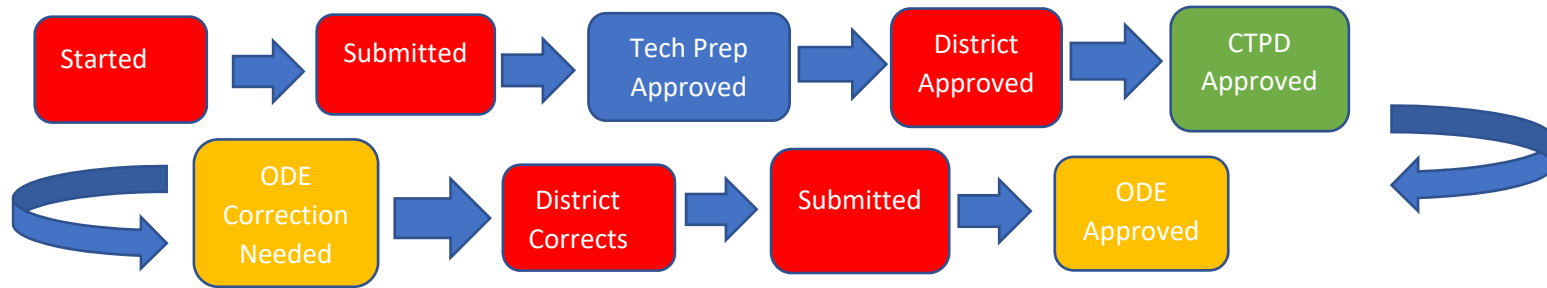 Started
Submitted
Tech Prep
Approved
District
Approved
CTPD
Approved
ODE
Correction
Needed
District
Corrects
Submitted
ODE
Approved